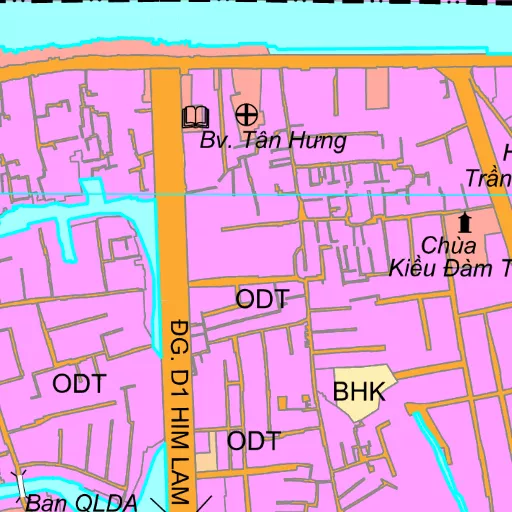 Bv. Tân Hưng
H
Trần
Chùa
Kiều Đàm T
ODT
ĐG. D1 HIM LAM
ODT
BHK
ODT
Ban QLDA